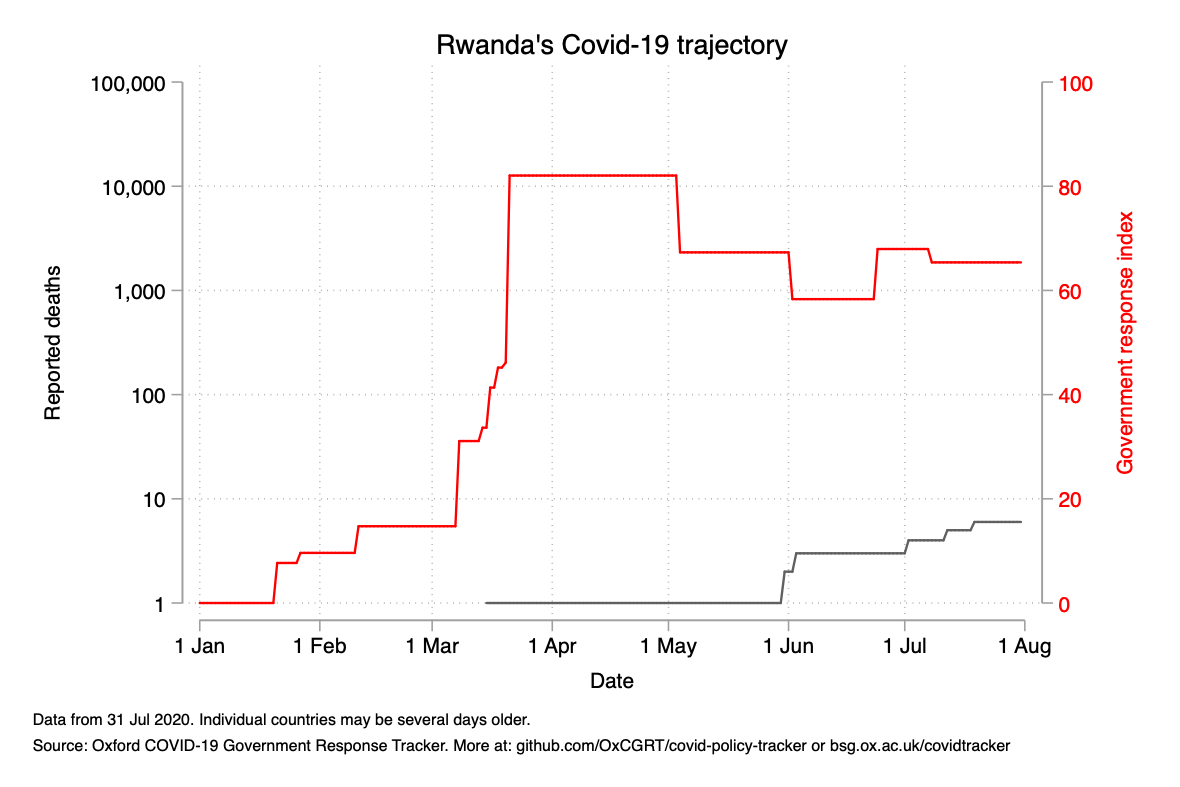 Rwanda's Covid-19 trajectory
100,000
10,000
1,000
100
10
1
Reported deaths
100
80
60
40
20
0
Government response index
1 Jan
1 Feb
1 Mar
1 Apr
1 May
1 Jun
1 Jul
1 Aug
Date
Data from 31 Jul 2020. Individual countries may be several days older.
Source: Oxford COVID-19 Government Response Tracker. More at: github.com/OxCGRT/covid-policy-tracker or bsg.ox.ac.uk/covidtracker